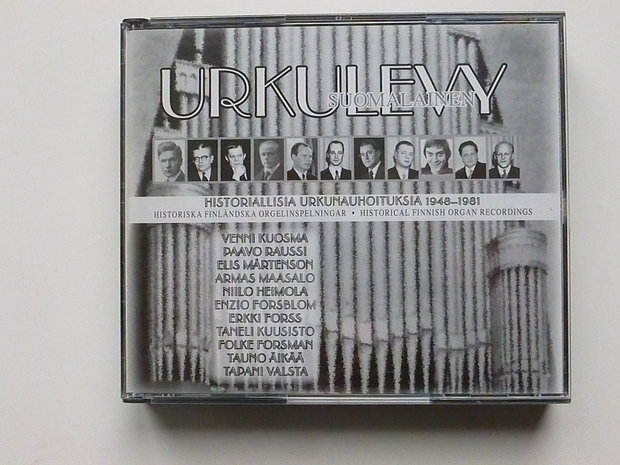 URKULEVY
SUOMALAINEN
HISTORIALLISIA URKUNAUHOITUKSIA 1948–1981
HISTORISKA FINLÄNDSKA ORGELINSPELNINGAR • HISTORICAL FINNISH ORGAN RECORDINGS
VENNI KUOSMA
PAAVO RAUSSI
ELIS MÅRTENSON
ARMAS MAASALO
NIILO HEIMOLA
ENZIO FORSBLOM
ERKKI FORSS
TANELI KUUSISTO
FOLKE FORSMAN
TAUNO ÄIKÄÄ
TAPANI VALSTA